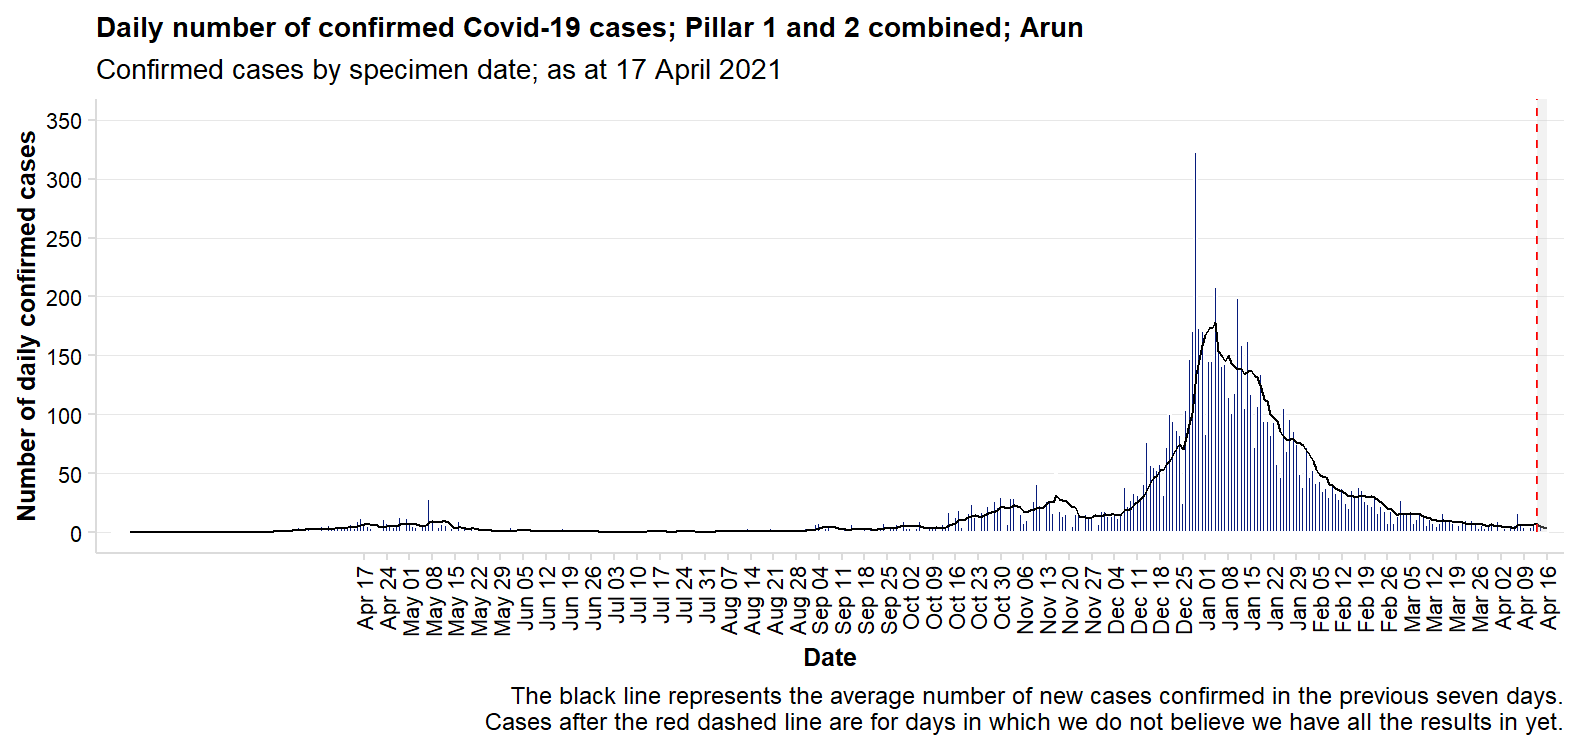 Daily number of confirmed Covid-19 cases; Pillar 1 and 2 combined; Arun
Confirmed cases by specimen date; as at 17 April 2021
Number of daily confirmed cases
350
300
250
200
150
100
50
0
Apr 17
Apr 24
May 01
May 08
May 15
May 22
May 29
Jun 05
Jun 12
Jun 19
Jun 26
Jul 03
Jul 10
Jul 17
Jul 24
Jul 31
Aug 07
Aug 14
Aug 21
Aug 28
Sep 04
Sep 11
Sep 18
Sep 25
Oct 02
Oct 09
Oct 16
Oct 23
Oct 30
Nov 06
Nov 13
Nov 20
Nov 27
Dec 04
Dec 11
Dec 18
Dec 25
Jan 01
Jan 08
Jan 15
Jan 22
Jan 29
Feb 05
Feb 12
Feb 19
Feb 26
Mar 05
Mar 12
Mar 19
Mar 26
Apr 02
Apr 09
Apr 16
Date
The black line represents the average number of new cases confirmed in the previous seven days.
Cases after the red dashed line are for days in which we do not believe we have all the results in yet.